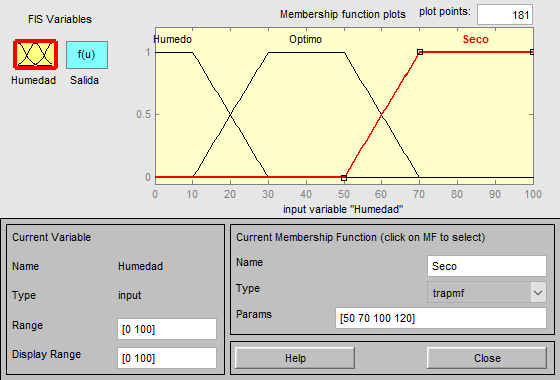 FIS Variables
Membership function plots
plot points:
181
f(u)
Humedad
Salida
Humedo
Optimo
Seco
1
0.5
0
0
10
20
30
40
50
60
70
80
90
100
input variable "Humedad"
Current Variable
Name
Humedad
Type
input
Range
[0 100]
Display Range
[0 100]
Current Membership Function (click on MF to select)
Name
Seco
Type
trapmf
Params
[50 70 100 120]
Help
Close